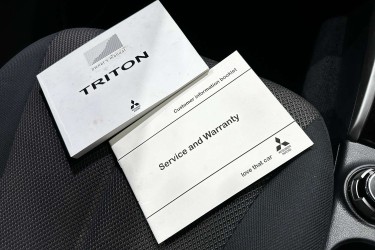 Owner's Manual
TRITON
Customer information booklet
Service and Warranty
love that car